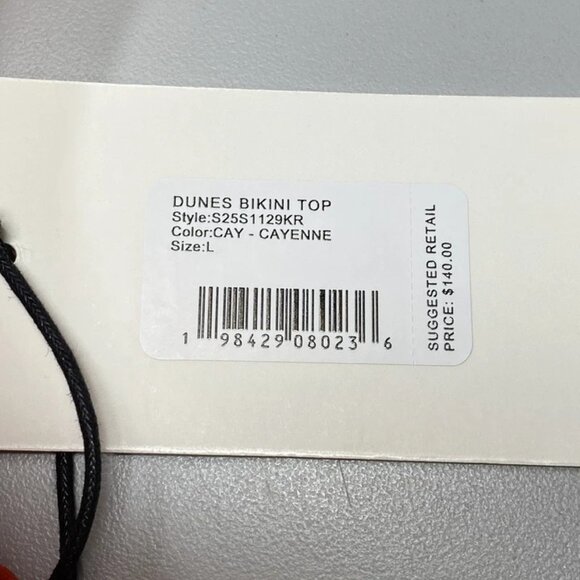 DUNES BIKINI TOP
Style:S25S1129KR
Color:CAY - CAYENNE
Size:L
1 98429 08023 6
SUGGESTED RETAIL
PRICE: $140.00